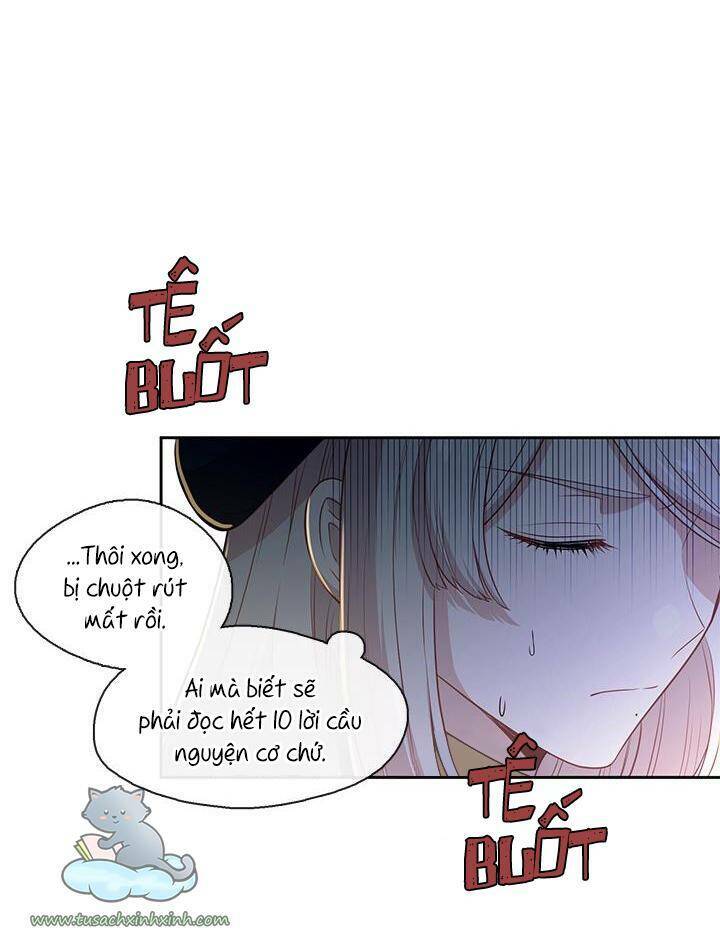 TÊ
BUỐT
...Thôi xong,
bị chuột rút
mất rồi.
Ai mà biết sẽ
phải đọc hết 10 lời cầu
nguyện cơ chứ.
TÊ
BUỐT
www.tusachxinhxinh.com